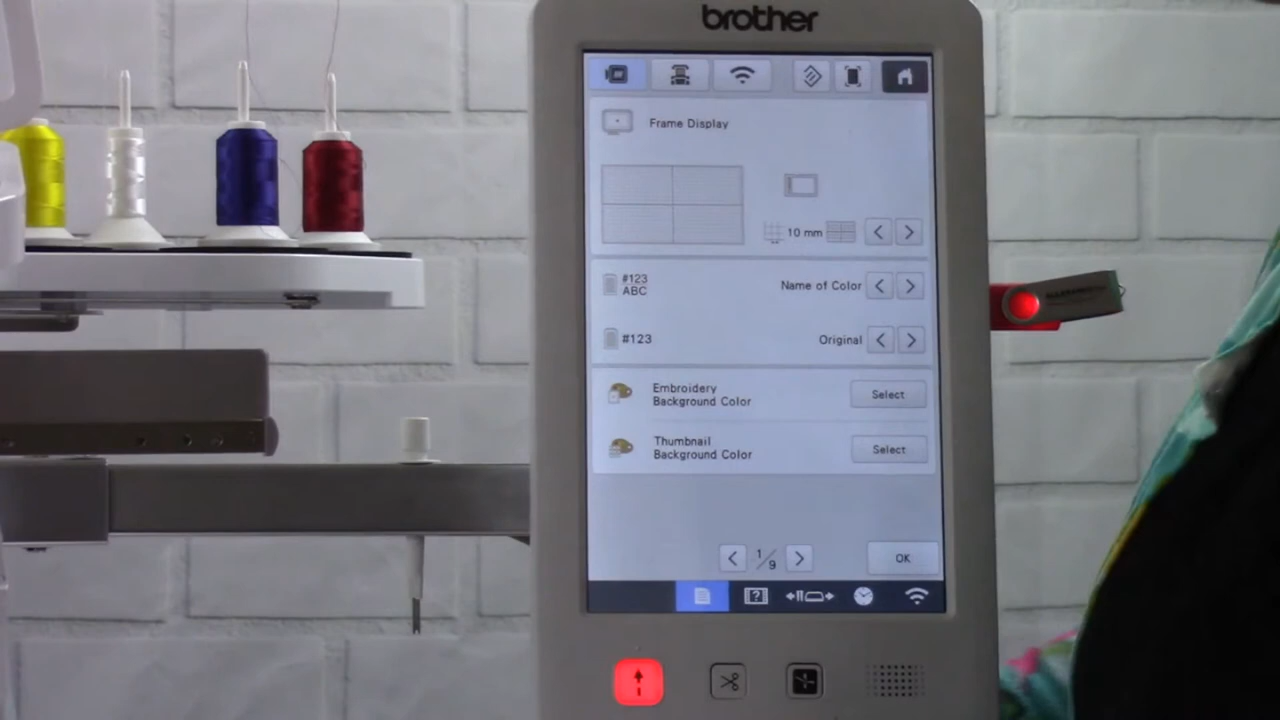 brother
Frame Display
10 mm
#123
ABC
Name of Color
#123
Original
Embroidery
Background Color
Select
Thumbnail
Background Color
Select
1/9
OK